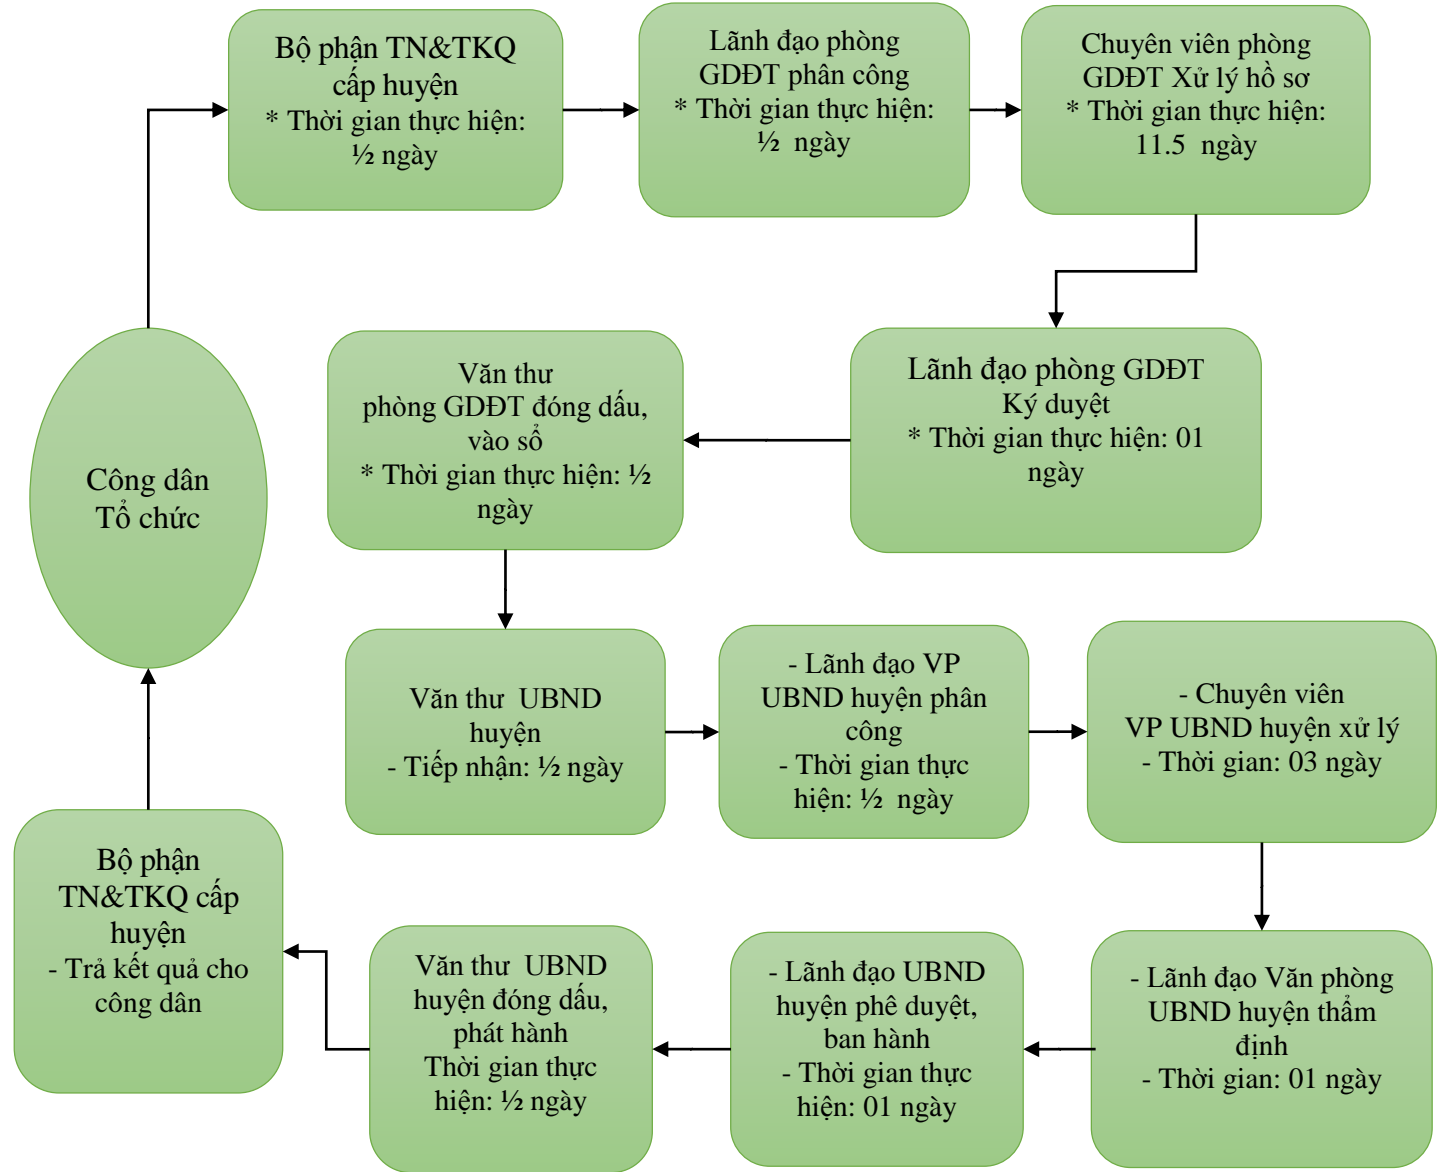 Bộ phận TN&TKQ
cấp huyện
* Thời gian thực hiện:
½ ngày
Lãnh đạo phòng
GDĐT phân công
* Thời gian thực hiện:
½ ngày
Chuyên viên phòng
GDĐT Xử lý hồ sơ
* Thời gian thực hiện:
11.5 ngày
Lãnh đạo phòng GDĐT
Ký duyệt
* Thời gian thực hiện: 01
ngày
Văn thư
phòng GDĐT đóng dấu,
vào sổ
* Thời gian thực hiện: ½
ngày
Công dân
Tổ chức
Văn thư UBND
huyện
- Tiếp nhận: ½ ngày
- Lãnh đạo VP
UBND huyện phân
công
- Thời gian thực
hiện: ½ ngày
- Chuyên viên
VP UBND huyện xử lý
- Thời gian: 03 ngày
- Lãnh đạo Văn phòng
UBND huyện thẩm
định
- Thời gian: 01 ngày
- Lãnh đạo UBND
huyện phê duyệt,
ban hành
- Thời gian thực
hiện: 01 ngày
Văn thư UBND
huyện đóng dấu,
phát hành
Thời gian thực
hiện: ½ ngày
Bộ phận
TN&TKQ cấp
huyện
- Trả kết quả cho
công dân